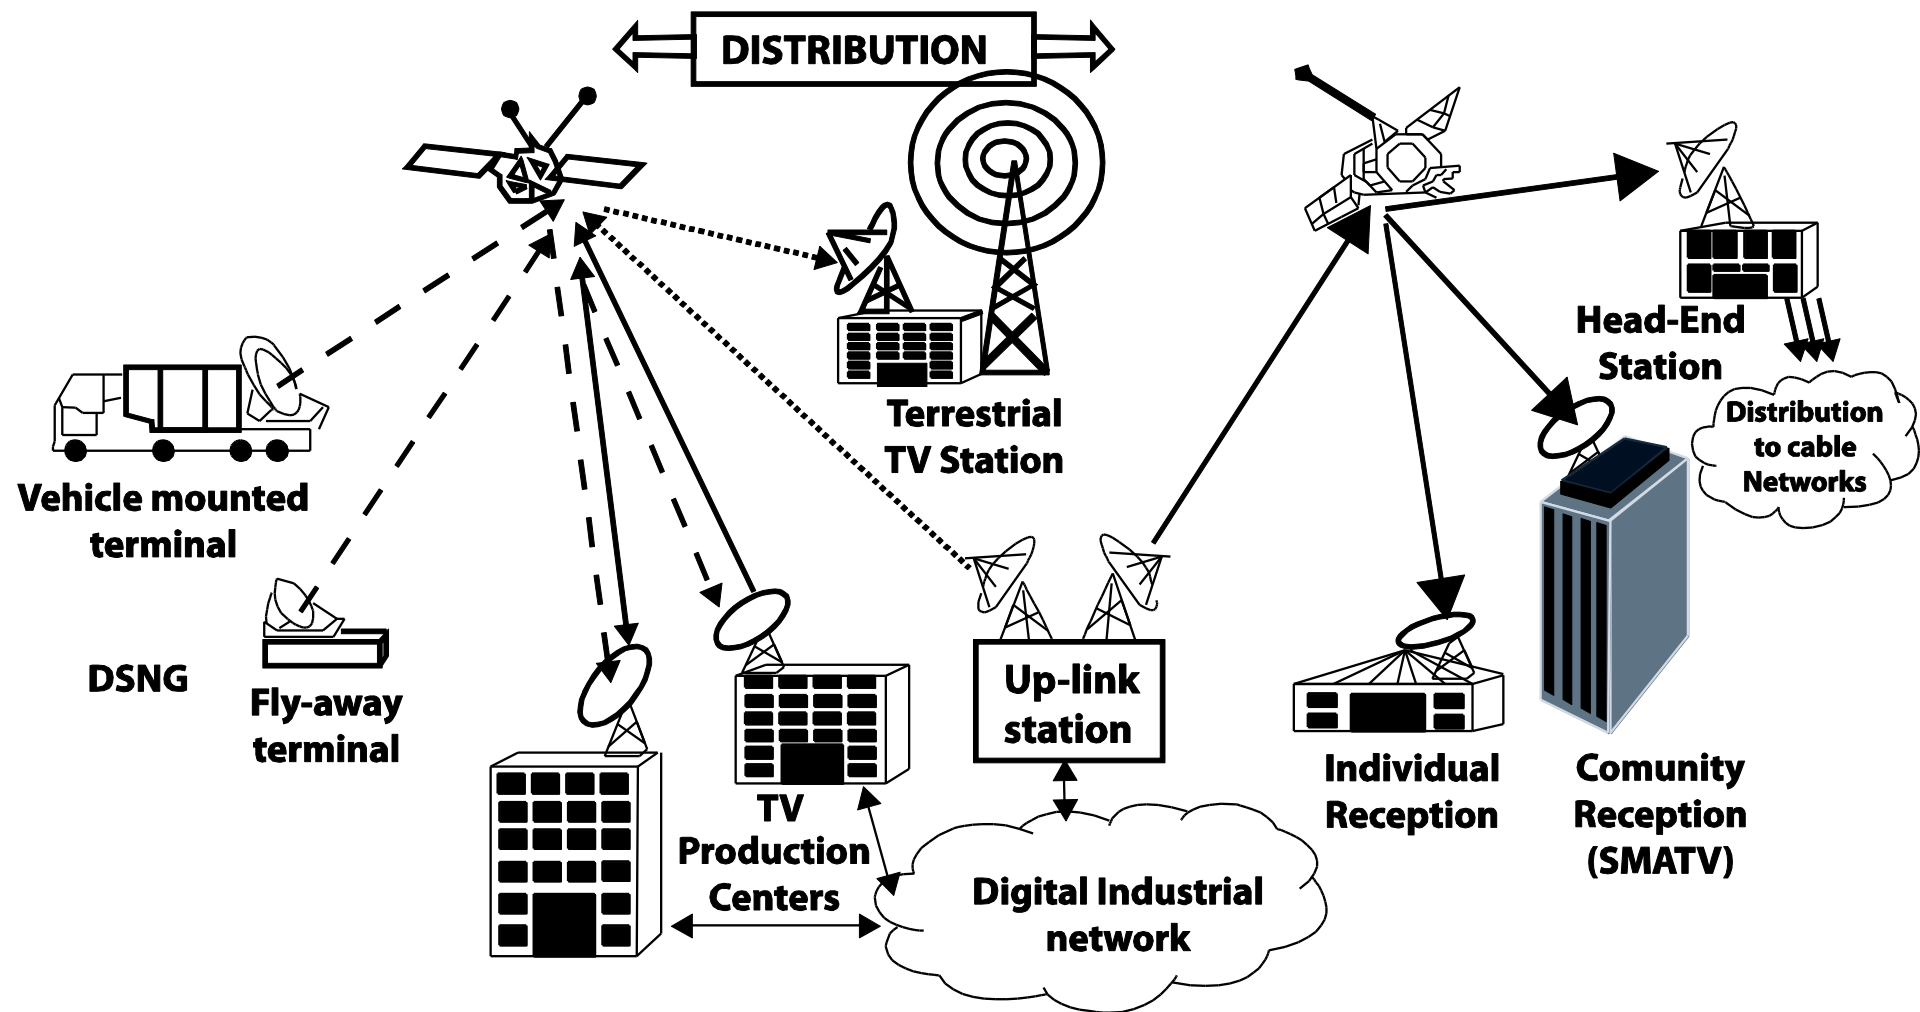 DISTRIBUTION
Terrestrial
TV Station
Head-End
Station
Distribution
to cable
Networks
Vehicle mounted
terminal
DSNG
Fly-away
terminal
Up-link
station
TV
Production
Centers
Digital Industrial
network
Individual
Reception
Comunity
Reception
(SMATV)